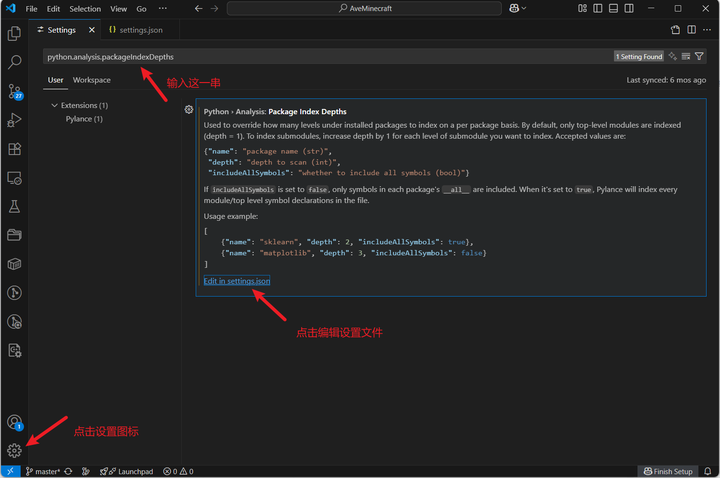 File Edit Selection View Go ··· AveMinecraft
Settings settings.json
python.analysis.packageIndexDepths 1 Setting Found
输入这一串
User Workspace Last synced: 6 mos ago
Extensions (1)
Pylance (1)
Python › Analysis: Package Index Depths
Used to override how many levels under installed packages to index on a per package basis. By default, only top-level modules are indexed
(depth = 1). To index submodules, increase depth by 1 for each level of submodule you want to index. Accepted values are:
{"name": "package name (str)",
"depth": "depth to scan (int)",
"includeAllSymbols": "whether to include all symbols (bool)"}
If includeAllSymbols is set to false, only symbols in each package's __all__ are included. When it's set to true, Pylance will index every
module/top level symbol declarations in the file.
Usage example:
[
{"name": "sklearn", "depth": 2, "includeAllSymbols": true},
{"name": "matplotlib", "depth": 3, "includeAllSymbols": false}
]
Edit in settings.json
点击编辑设置文件
27
1
点击设置图标
master* Launchpad 0 0 Finish Setup